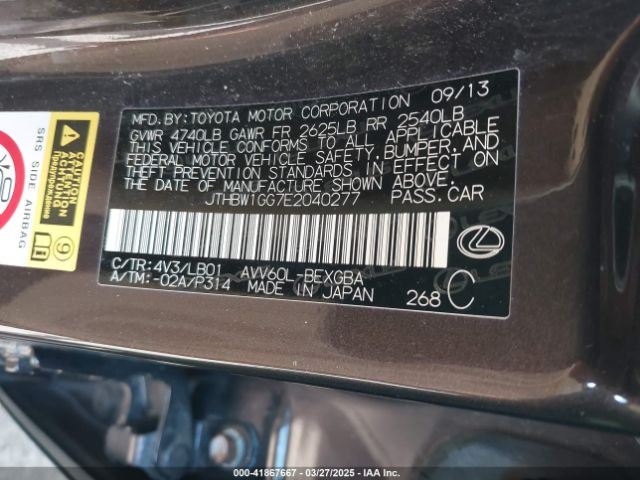 MFD.BY:TOYOTA MOTOR CORPORATION 09/13
GVWR 4740LB GAWR FR 2625LB RR 2540LB
THIS VEHICLE CONFORMS TO ALL APPLICABLE
FEDERAL MOTOR VEHICLE SAFETY,BUMPER,AND
THEFT PREVENTION STANDARDS IN EFFECT ON
THE DATE OF MANUFACTURE SHOWN ABOVE.
JTHBW1GG7E2040277 PASS.CAR
C/TR:4V3/LB01 AVV60L-BEXGBA
A/TM:-02A/P314 MADE IN JAPAN 268 C
SRS SIDE AIRBAG
CAUTION
ACTHUNG
9
00-41867667 — 03/27/2025 — IAA Inc.